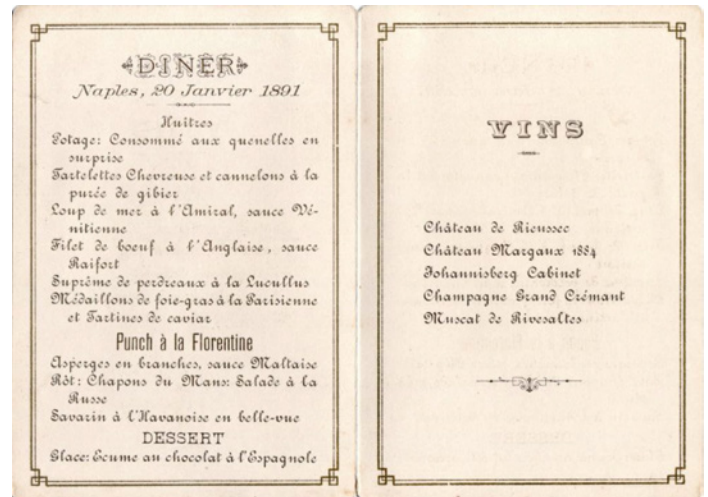 DINER
Naples, 20 Janvier 1891
Huîtres
Potage: Consommé aux quenelles en
surprise
Tartelettes Chevreuse et cannelons à la
purée de gibier
Loup de mer à l'Amiral, sauce Vé-
nitienne
Filet de boeuf à l'Anglaise, sauce
Raifort
Suprême de perdreaux à la Lucullus
Médaillons de foie-gras à la Parisienne
et Tartines de caviar
Punch à la Florentine
Asperges en branches, sauce Maltaise
Rôt: Chapons du Mans: Salade à la
Russe
Savarin à l'Havanoise en belle-vue
DESSERT
Glace: Ecume au chocolat à l'Espagnole
VINS
Château de Rieussec
Château Margaux 1884
Johannisberg Cabinet
Champagne Grand Crémant
Muscat de Rivesaltes